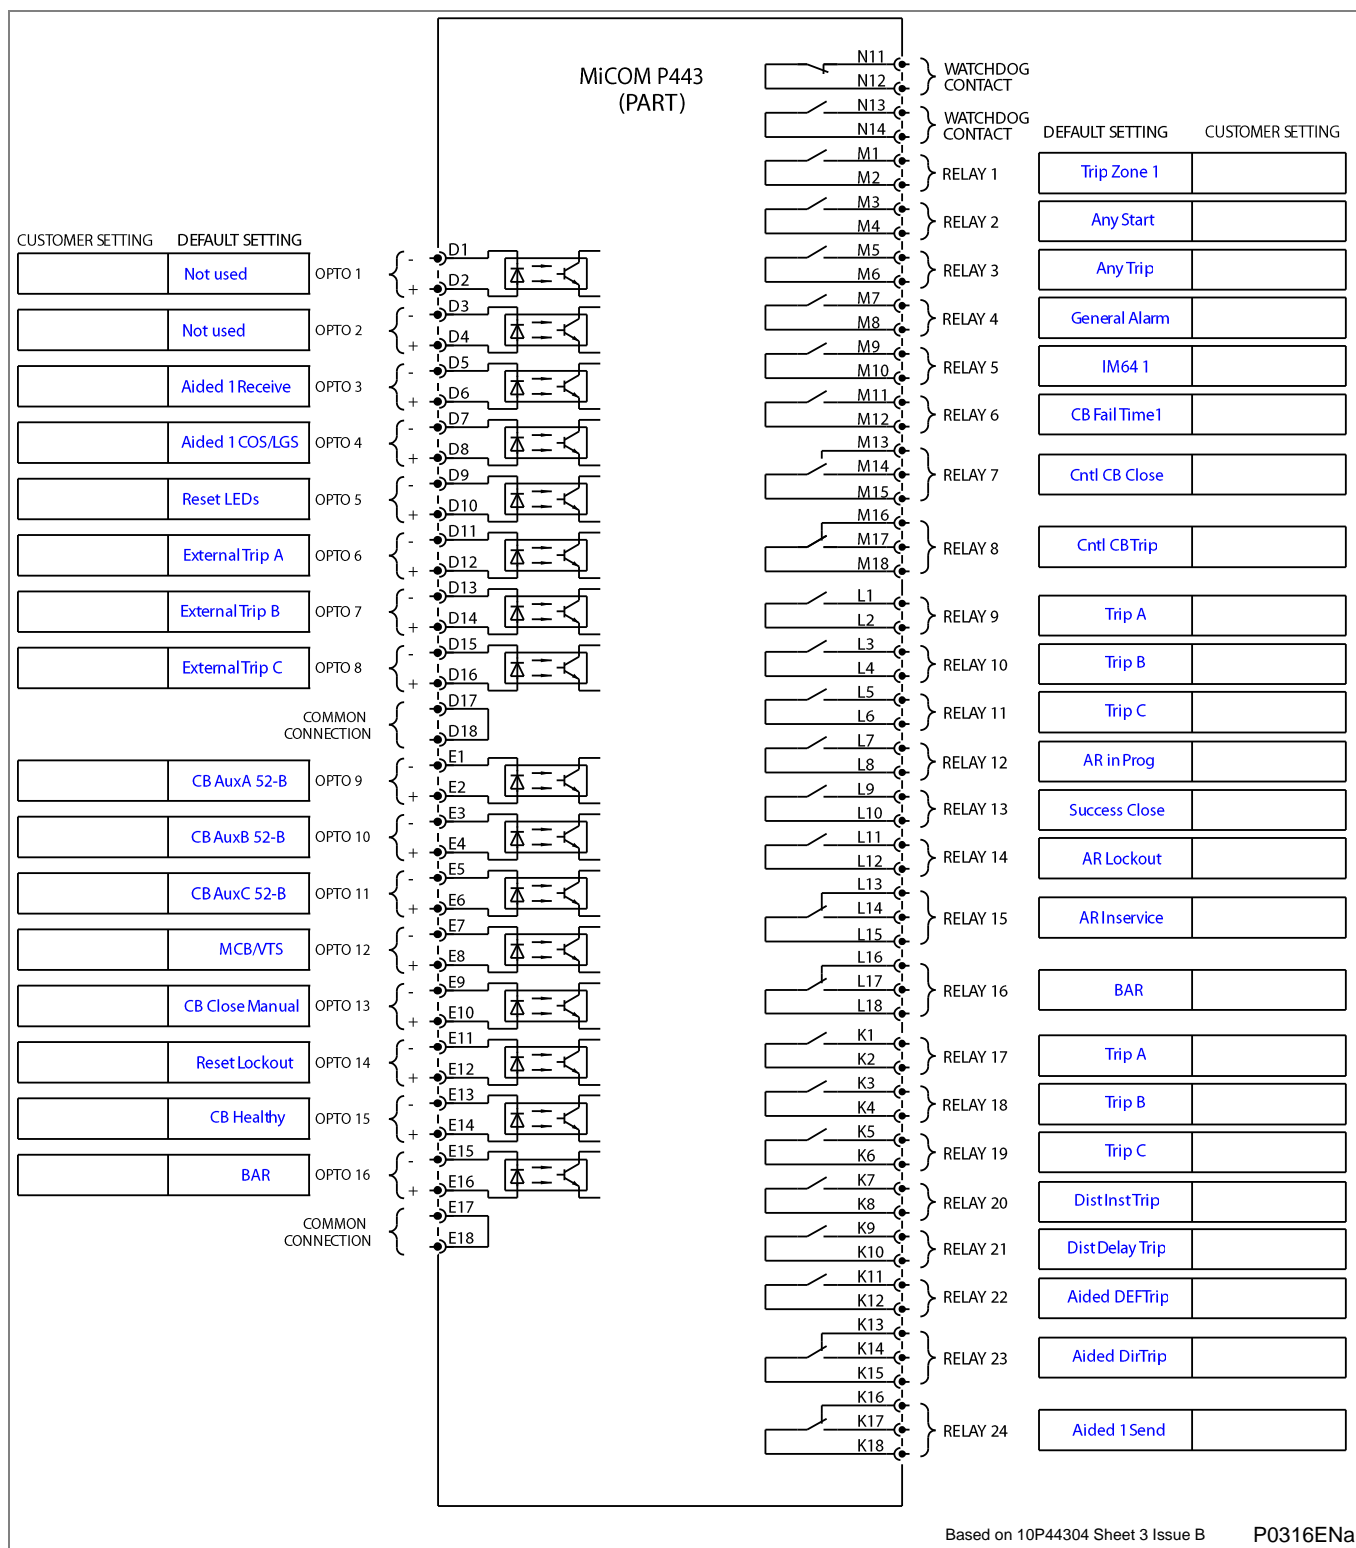 MiCOM P443
(PART)
CUSTOMER SETTING DEFAULT SETTING
Not used OPTO 1 - D1
+ D2
Not used OPTO 2 - D3
+ D4
Aided 1 Receive OPTO 3 - D5
+ D6
Aided 1 COS/LGS OPTO 4 - D7
+ D8
Reset LEDs OPTO 5 - D9
+ D10
External Trip A OPTO 6 - D11
+ D12
External Trip B OPTO 7 - D13
+ D14
External Trip C OPTO 8 - D15
+ D16
COMMON
CONNECTION
D17
D18
CB AuxA 52-B OPTO 9 - E1
+ E2
CB AuxB 52-B OPTO 10 - E3
+ E4
CB AuxC 52-B OPTO 11 - E5
+ E6
MCB/VTS OPTO 12 - E7
+ E8
CB Close Manual OPTO 13 - E9
+ E10
Reset Lockout OPTO 14 - E11
+ E12
CB Healthy OPTO 15 - E13
+ E14
BAR OPTO 16 - E15
+ E16
COMMON
CONNECTION
E17
E18
N11
N12
WATCHDOG
CONTACT
N13
N14
WATCHDOG
CONTACT
DEFAULT SETTING CUSTOMER SETTING
M1
M2
RELAY 1 Trip Zone 1
M3
M4
RELAY 2 Any Start
M5
M6
RELAY 3 Any Trip
M7
M8
RELAY 4 General Alarm
M9
M10
RELAY 5 IM64 1
M11
M12
RELAY 6 CB Fail Time1
M13
M14
M15
RELAY 7 Cntl CB Close
M16
M17
M18
RELAY 8 Cntl CB Trip
L1
L2
RELAY 9 Trip A
L3
L4
RELAY 10 Trip B
L5
L6
RELAY 11 Trip C
L7
L8
RELAY 12 AR in Prog
L9
L10
RELAY 13 Success Close
L11
L12
RELAY 14 AR Lockout
L13
L14
L15
RELAY 15 AR Inservice
L16
L17
L18
RELAY 16 BAR
K1
K2
RELAY 17 Trip A
K3
K4
RELAY 18 Trip B
K5
K6
RELAY 19 Trip C
K7
K8
RELAY 20 Dist Inst Trip
K9
K10
RELAY 21 Dist Delay Trip
K11
K12
RELAY 22 Aided DEF Trip
K13
K14
K15
RELAY 23 Aided Dir Trip
K16
K17
K18
RELAY 24 Aided 1 Send
Based on 10P44304 Sheet 3 Issue B P0316ENa